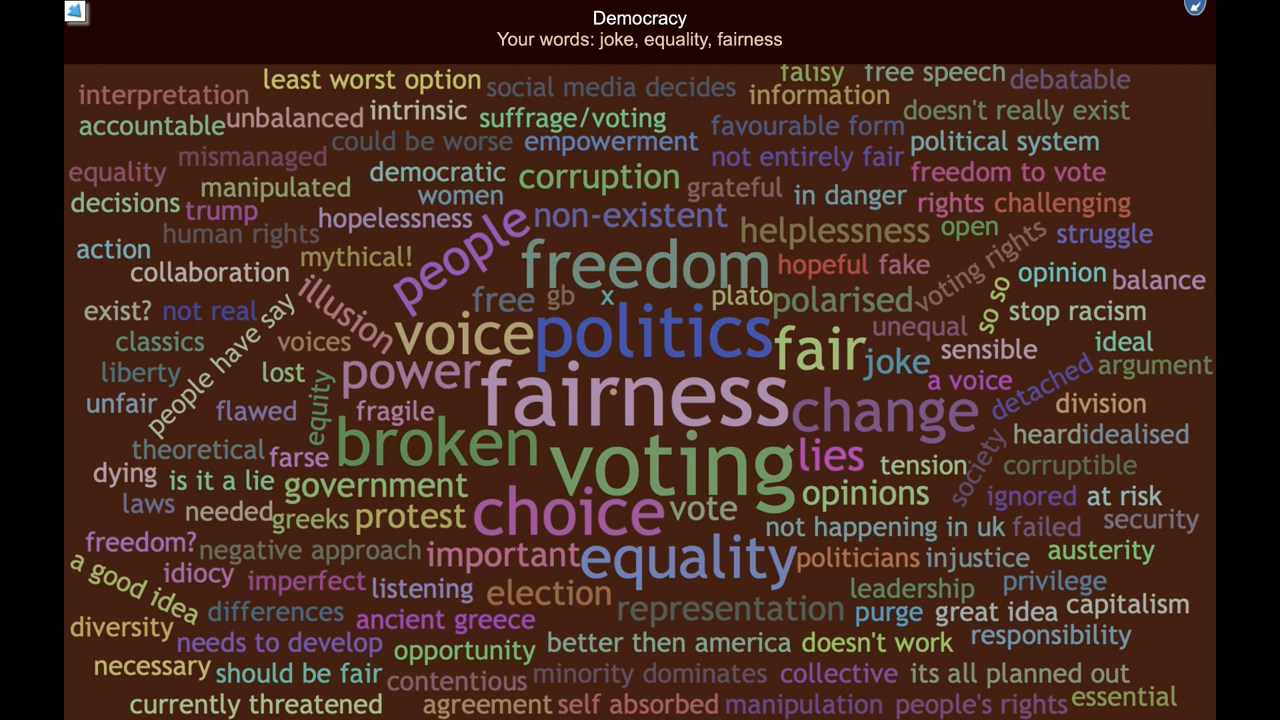 Democracy
Your words: joke, equality, fairness
least worst option social media decides falisy free speech debatable
interpretation information
accountable unbalanced intrinsic suffrage/voting favourable form doesn't really exist
could be worse empowerment political system
equality mismanaged democratic corruption not entirely fair freedom to vote
decisions manipulated women grateful in danger rights challenging
trump hopelessness people non-existent helplessness open struggle
action human rights mythical! freedom hopeful fake voting rights
collaboration illusion opinion balance
exist? not real people have say free gb x plato polarised so so stop racism
classics voices voice politics fair unequal sensible ideal
liberty lost power joke a voice detached argument
unfair flawed equity fragile fairness change division
theoretical farse broken voting lies society heard idealised
dying is it a lie government tension corruptible
laws needed greeks protest choice vote opinions ignored at risk
freedom? not happening in uk failed security
a good idea negative approach important equality politicians injustice austerity
idiocy imperfect listening election leadership privilege
diversity differences ancient greece representation purge great idea capitalism
needs to develop opportunity better then america doesn't work responsibility
necessary should be fair contentious minority dominates collective its all planned out
currently threatened agreement self absorbed manipulation people's rights essential